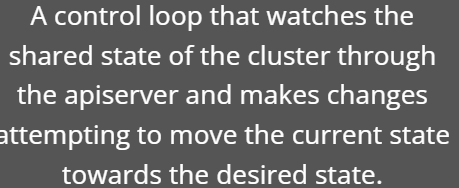 A control loop that watches the
shared state of the cluster through
the apiserver and makes changes
attempting to move the current state
towards the desired state.